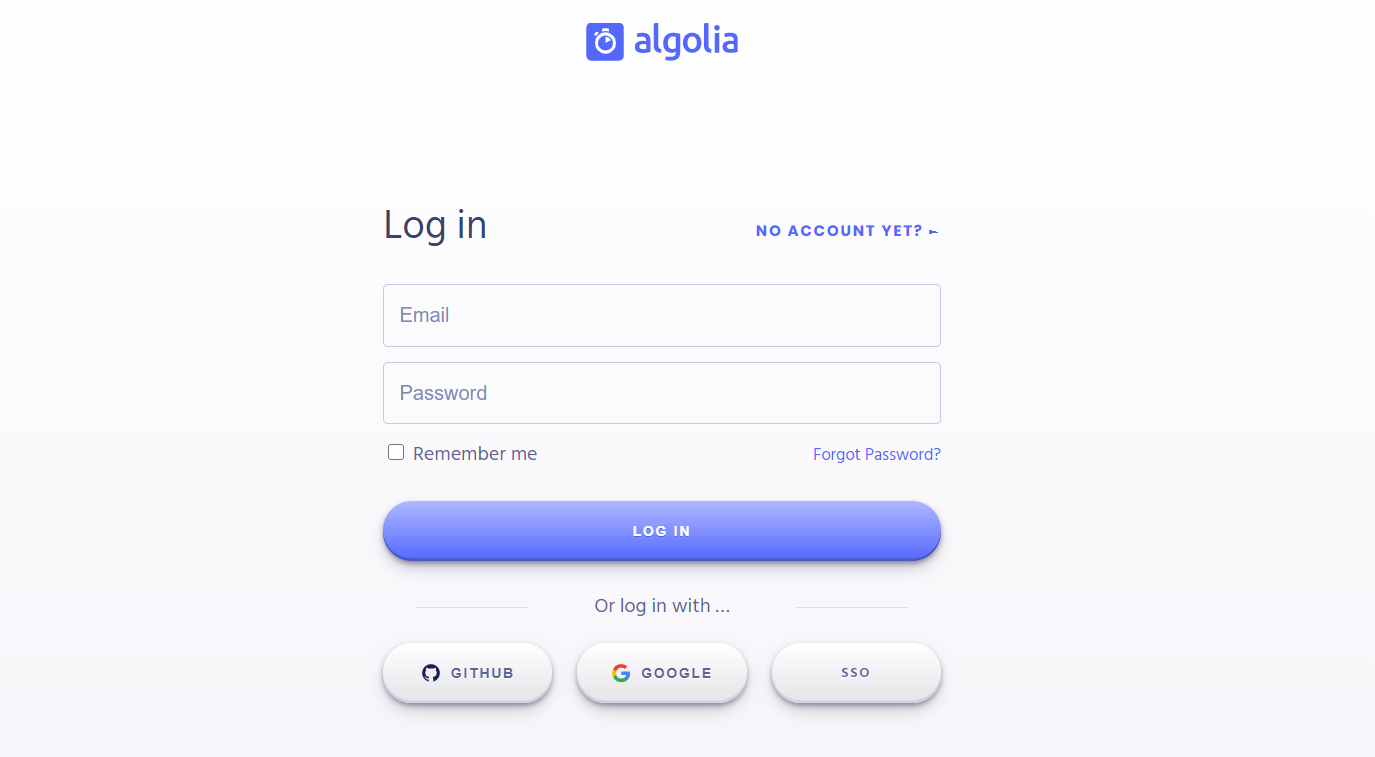 algolia
Log in
NO ACCOUNT YET?
Email
Password
Remember me
Forgot Password?
LOG IN
Or log in with ...
GITHUB
GOOGLE
SSO